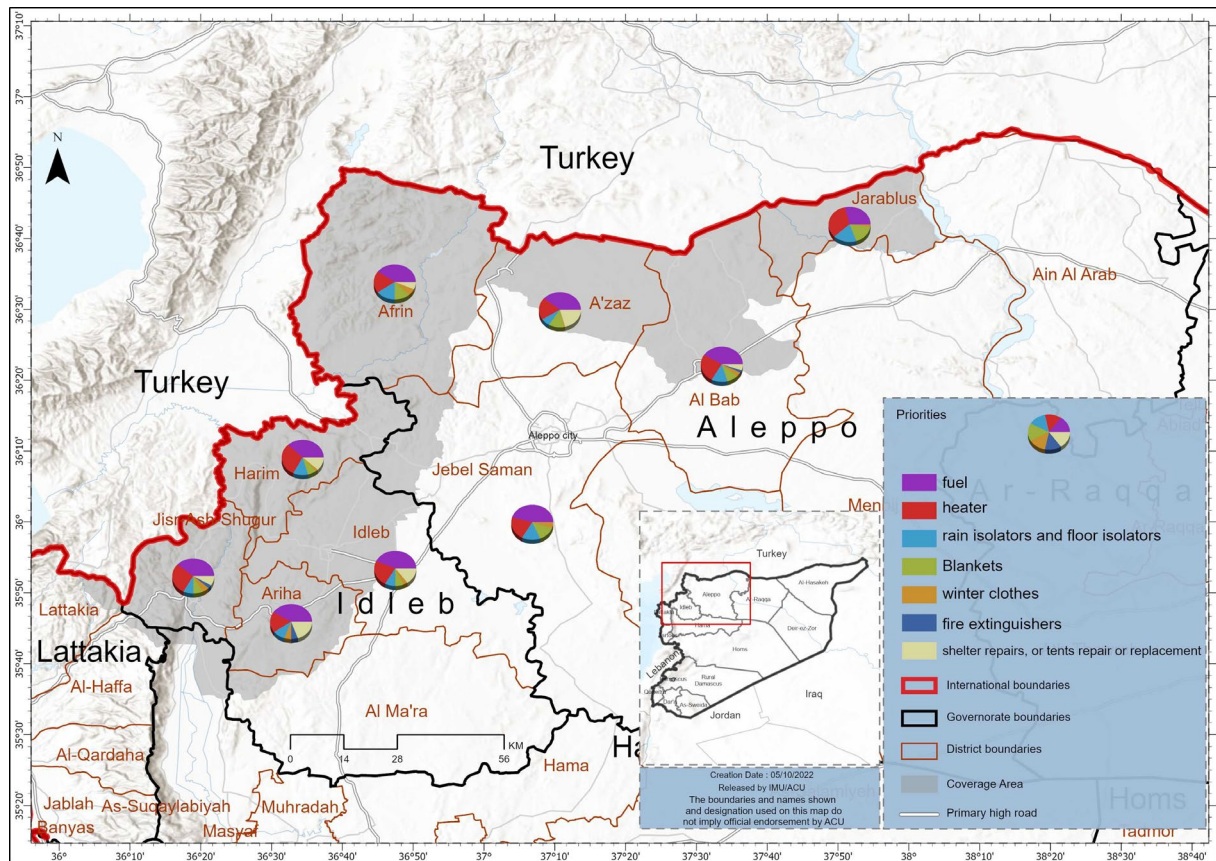 36°
36°10'
36°20'
36°30'
36°40'
36°50'
37°
37°10'
37°20'
37°30'
37°40'
37°50'
38°
38°10'
38°20'
38°30'
38°40'
37°10'
37°
36°50'
36°40'
36°30'
36°20'
36°10'
36°
35°50'
35°40'
35°30'
35°20'
N
Turkey
Jarablus
Ain Al Arab
Afrin
A'zaz
Turkey
Al Bab
Aleppo
Aleppo city
Harim
Jebel Saman
Jisr Ash Shugur
Idleb
Ariha
Idleb
Lattakia
Lattakia
Al-Haffa
Al Ma'ra
Al-Qardaha
Hama
Jablah
As-Suqaylabiyah
Muhradah
Banyas
Masyaf
0 14 28 56
KM
Priorities
fuel
heater
rain isolators and floor isolators
Blankets
winter clothes
fire extinguishers
shelter repairs, or tents repair or replacement
International boundaries
Governorate boundaries
District boundaries
Coverage Area
Primary high road
Ar-Raqqa
Homs
Tadmor
Turkey
Al-Hasakeh
Aleppo
Idleb
Ar-Raqqa
Hama
Deir-ez-Zor
Homs
Lebanon
Rural
Damascus
As-Sweida
Iraq
Jordan
Creation Date : 05/10/2022
Released by IMU/ACU
The boundaries and names shown
and designation used on this map do
not imply official endorsement by ACU